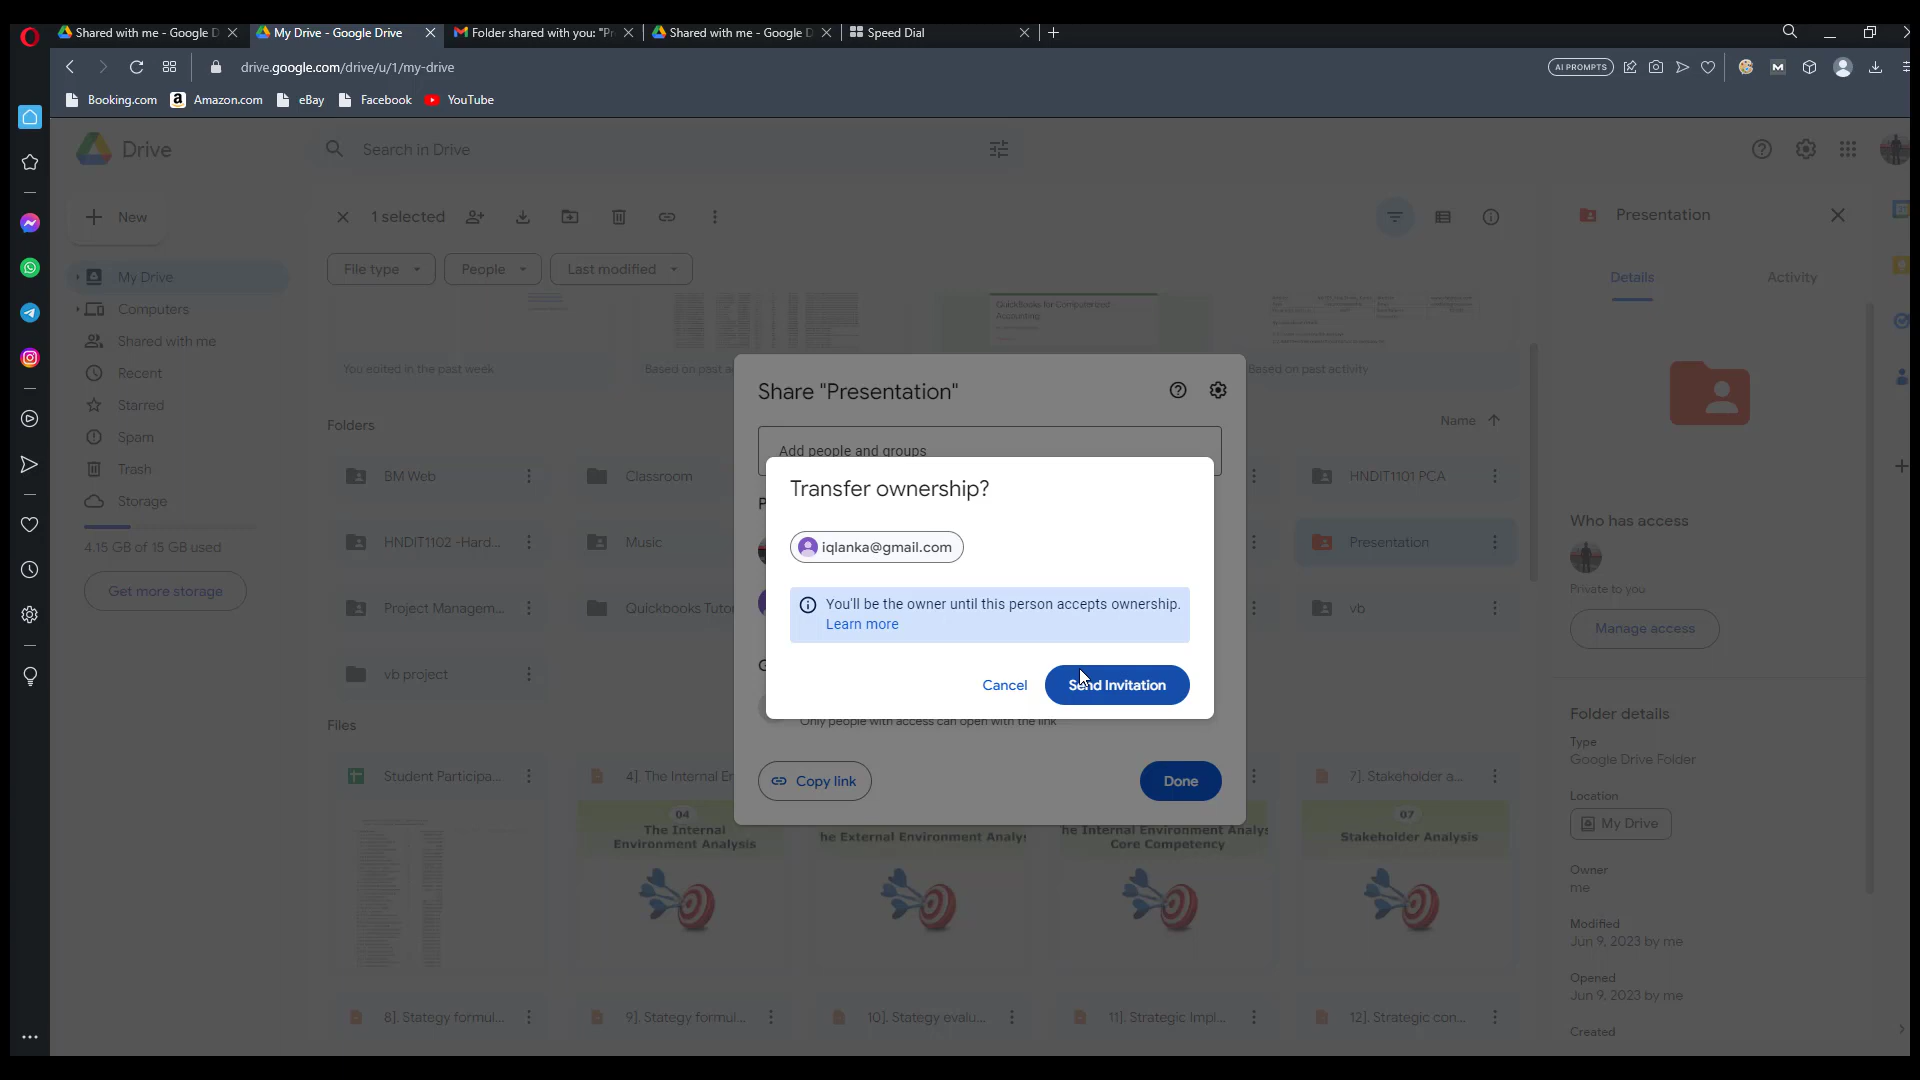 Shared with me - Google D
My Drive - Google Drive
Folder shared with you: "Pr
Shared with me - Google D
Speed Dial
drive.google.com/drive/u/1/my-drive
AI PROMPTS
Booking.com
Amazon.com
eBay
Facebook
YouTube
Drive
Search in Drive
New
1 selected
Presentation
My Drive
Computers
Shared with me
Recent
Starred
Spam
Trash
Storage
4.15 GB of 15 GB used
Get more storage
File type
People
Last modified
QuickBooks for Computerized
Accounting
You edited in the past week
Based on past a
Based on past activity
Folders
Name
BM Web
Classroom
HNDIT1101 PCA
HNDIT1102 -Hard...
Music
Presentation
Project Managem...
Quickbooks Tuto
vb
vb project
Files
Student Participa...
4]. The Internal E
7]. Stakeholder a...
04
The Internal
Environment Analysis
he External Environment Analy
he Internal Environment Analys
Core Competency
07
Stakeholder Analysis
8]. Stategy formul...
9]. Stategy formul...
10]. Stategy evalu...
11]. Strategic Impl...
12]. Strategic con...
Share "Presentation"
Add people and groups
P
Transfer ownership?
iqlanka@gmail.com
You'll be the owner until this person accepts ownership.
Learn more
Cancel
Send Invitation
G
Only people with access can open with the link
Copy link
Done
Details
Activity
Who has access
Private to you
Manage access
Folder details
Type
Google Drive Folder
Location
My Drive
Owner
me
Modified
Jun 9, 2023 by me
Opened
Jun 9, 2023 by me
Created